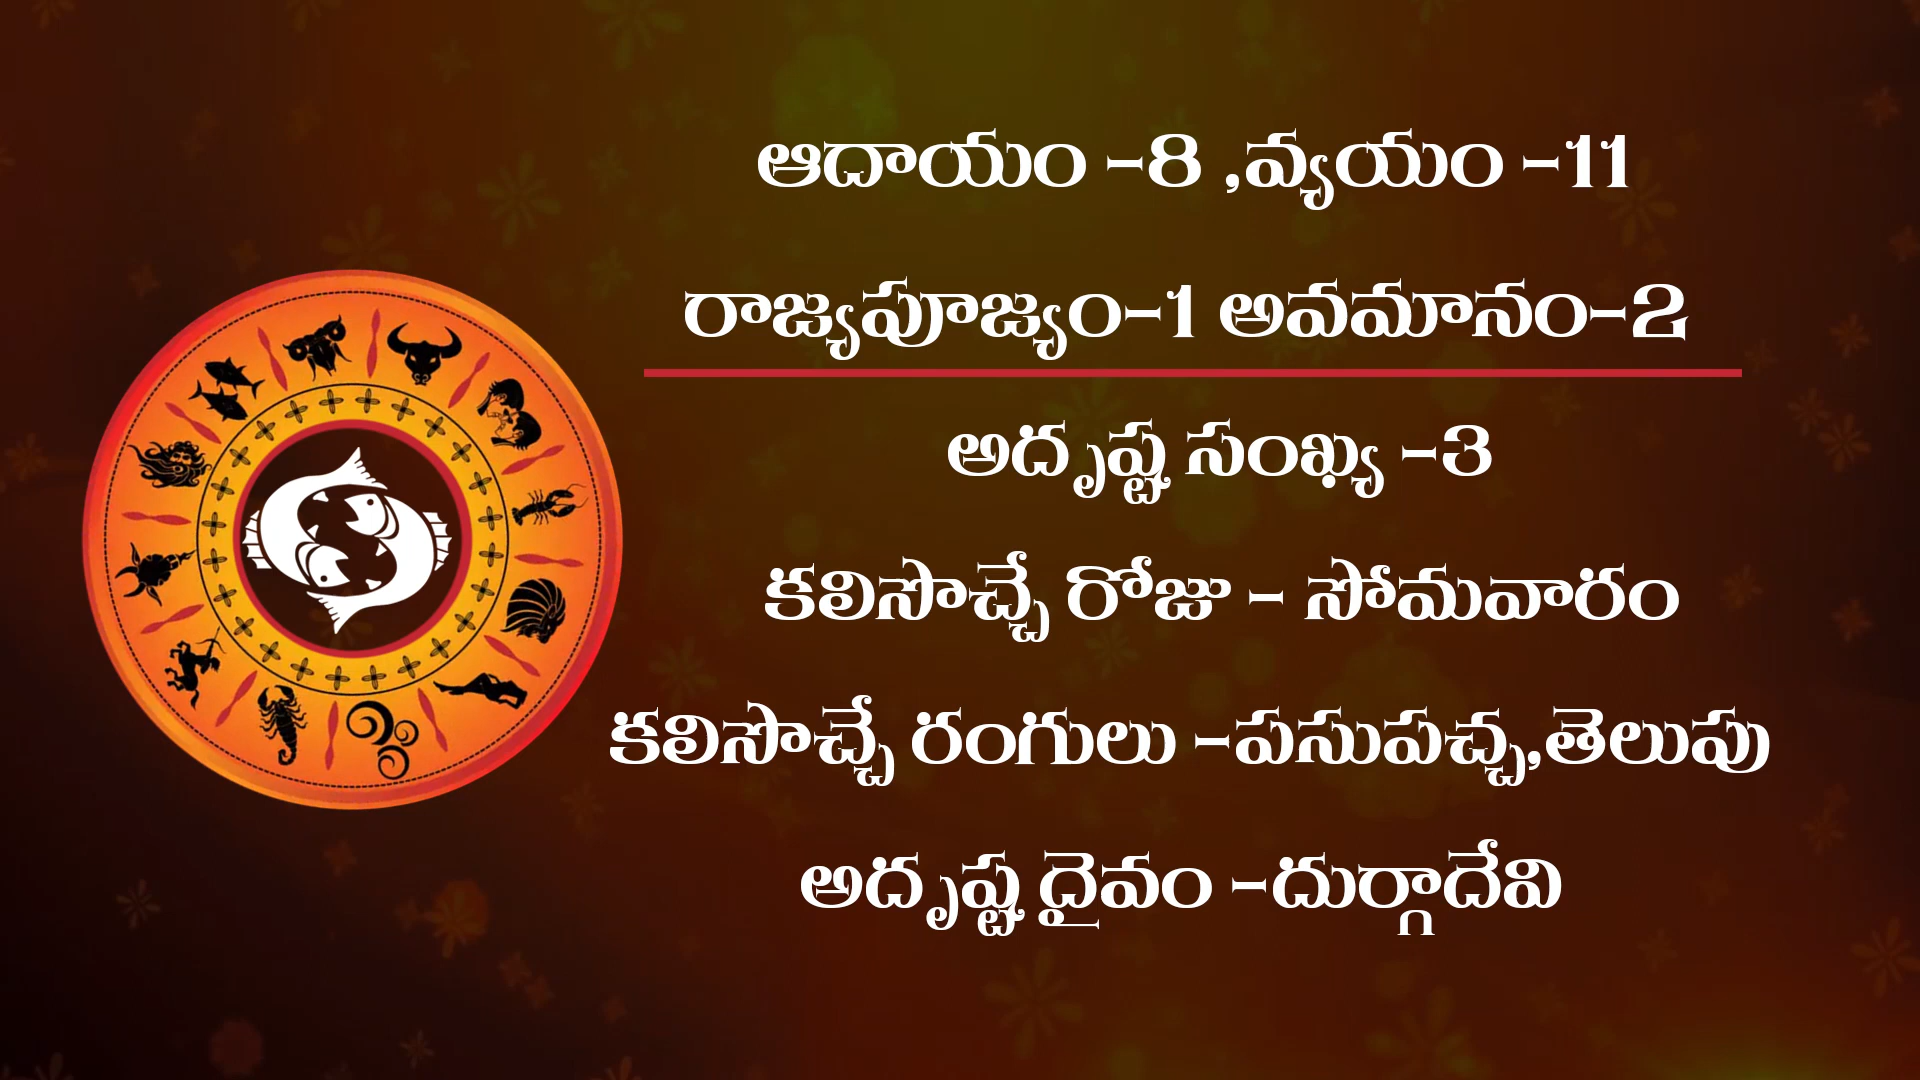 ఆదాయం -8 ,వ్యయం -11
రాజ్యపూజ్యం-1 అవమానం-2
అదృష్ట సంఖ్య -3
కలిసొచ్చే రోజు - సోమవారం
కలిసొచ్చే రంగులు -పసుపచ్చ,తెలుపు
అదృష్ట దైవం -దుర్గాదేవి